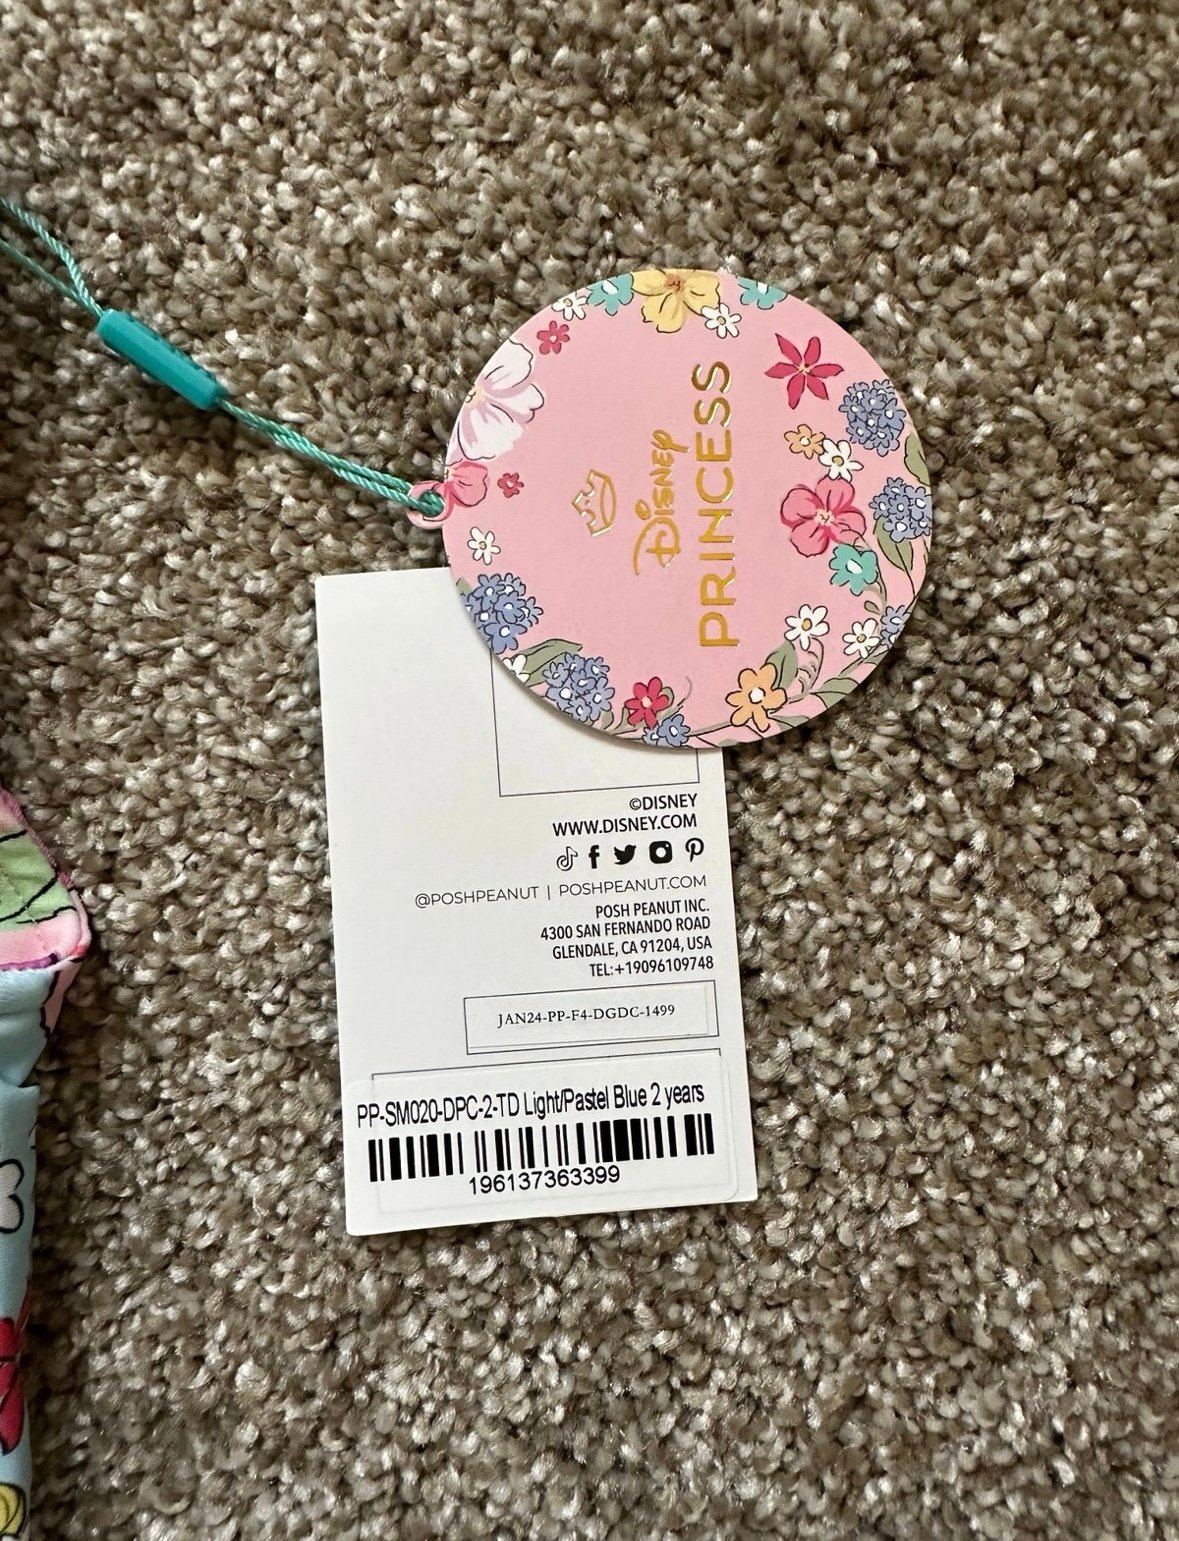 DISNEY
PRINCESS
©DISNEY
WWW.DISNEY.COM
@POSHPEANUT | POSHPEANUT.COM
POSH PEANUT INC.
4300 SAN FERNANDO ROAD
GLENDALE, CA 91204, USA
TEL:+19096109748
JAN24-PP-F4-DGDC-1499
PP-SM020-DPC-2-TD Light/Pastel Blue 2 years
196137363399